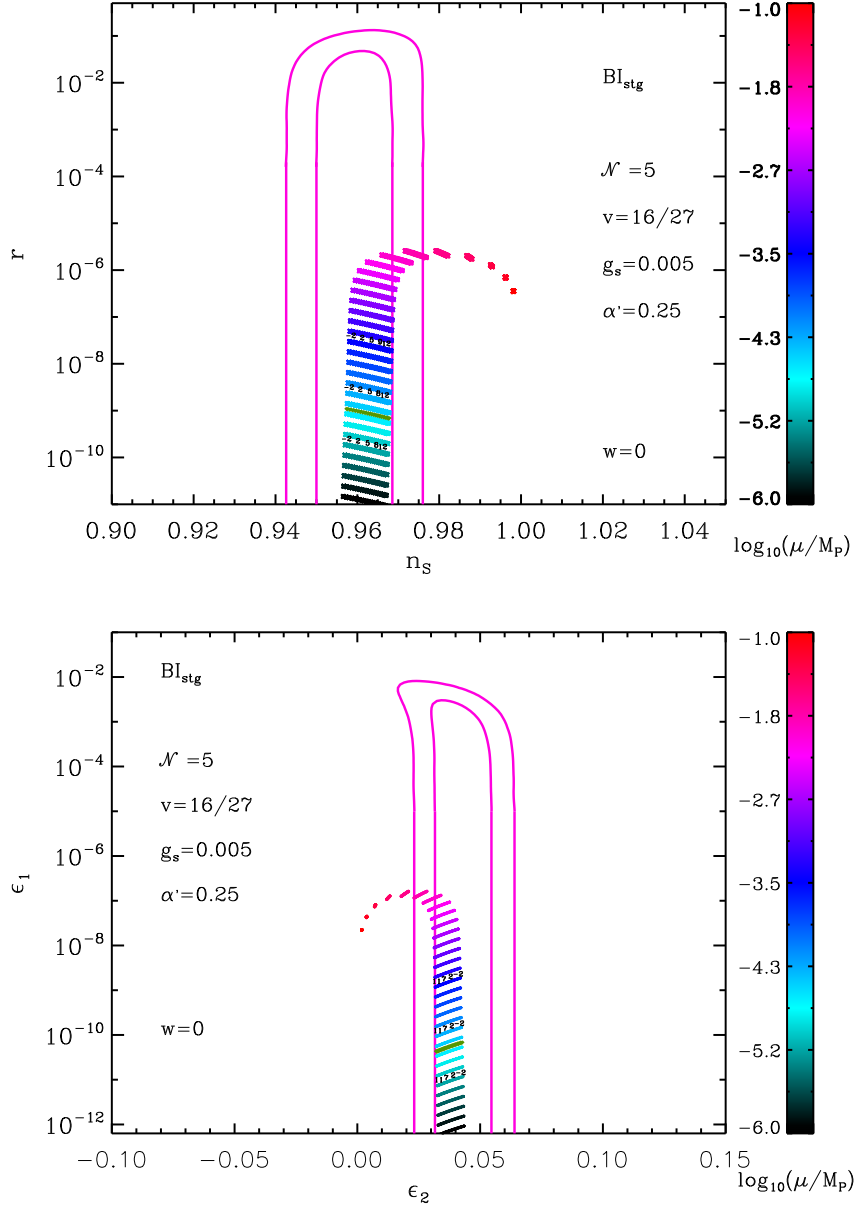 BI_stg
𝒩 =5
v=16/27
g_s=0.005
α'=0.25
w=0
r
10^-2
10^-4
10^-6
10^-8
10^-10
0.90 0.92 0.94 0.96 0.98 1.00 1.02 1.04
n_S
-1.0
-1.8
-2.7
-3.5
-4.3
-5.2
-6.0
log_10(μ/M_P)
BI_stg
𝒩 =5
v=16/27
g_s=0.005
α'=0.25
w=0
ϵ_1
10^-2
10^-4
10^-6
10^-8
10^-10
10^-12
-0.10 -0.05 0.00 0.05 0.10 0.15
ϵ_2
-1.0
-1.8
-2.7
-3.5
-4.3
-5.2
-6.0
log_10(μ/M_P)